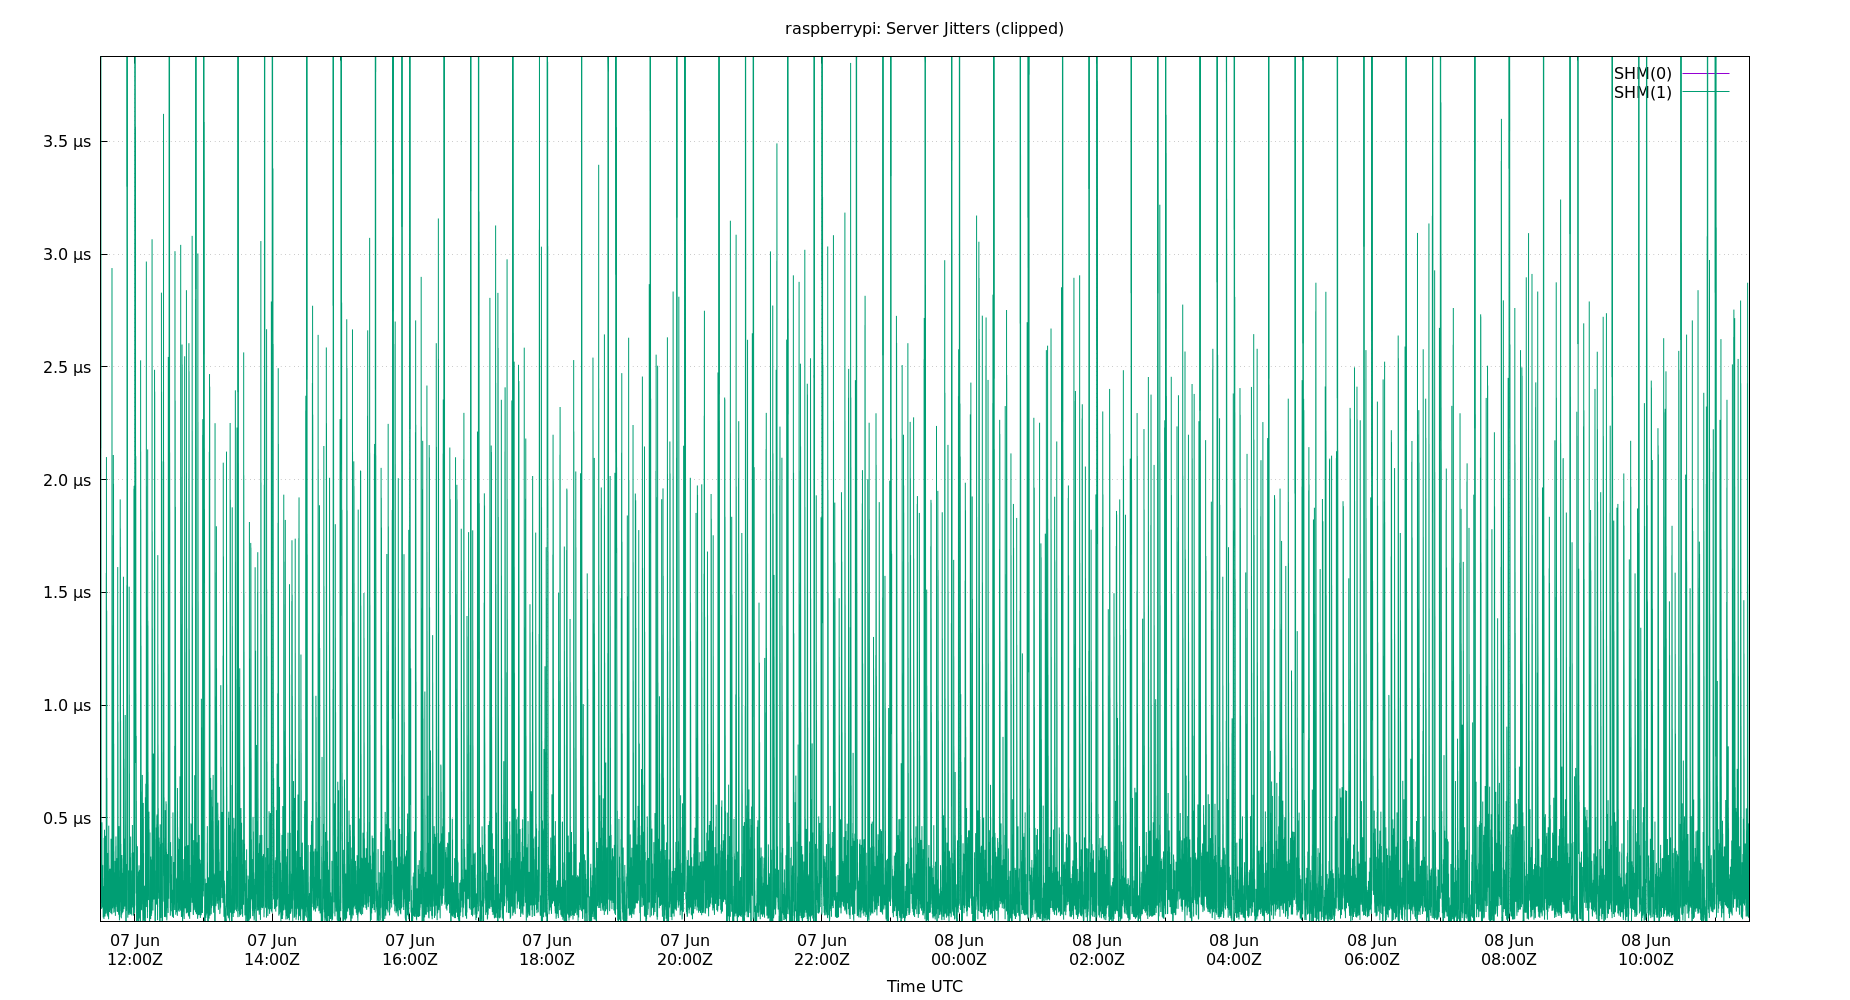 raspberrypi: Server Jitters (clipped)
SHM(0)
SHM(1)
3.5 µs
3.0 µs
2.5 µs
2.0 µs
1.5 µs
1.0 µs
0.5 µs
07 Jun 07 Jun 07 Jun 07 Jun 07 Jun 07 Jun 08 Jun 08 Jun 08 Jun 08 Jun 08 Jun 08 Jun
12:00Z 14:00Z 16:00Z 18:00Z 20:00Z 22:00Z 00:00Z 02:00Z 04:00Z 06:00Z 08:00Z 10:00Z
Time UTC